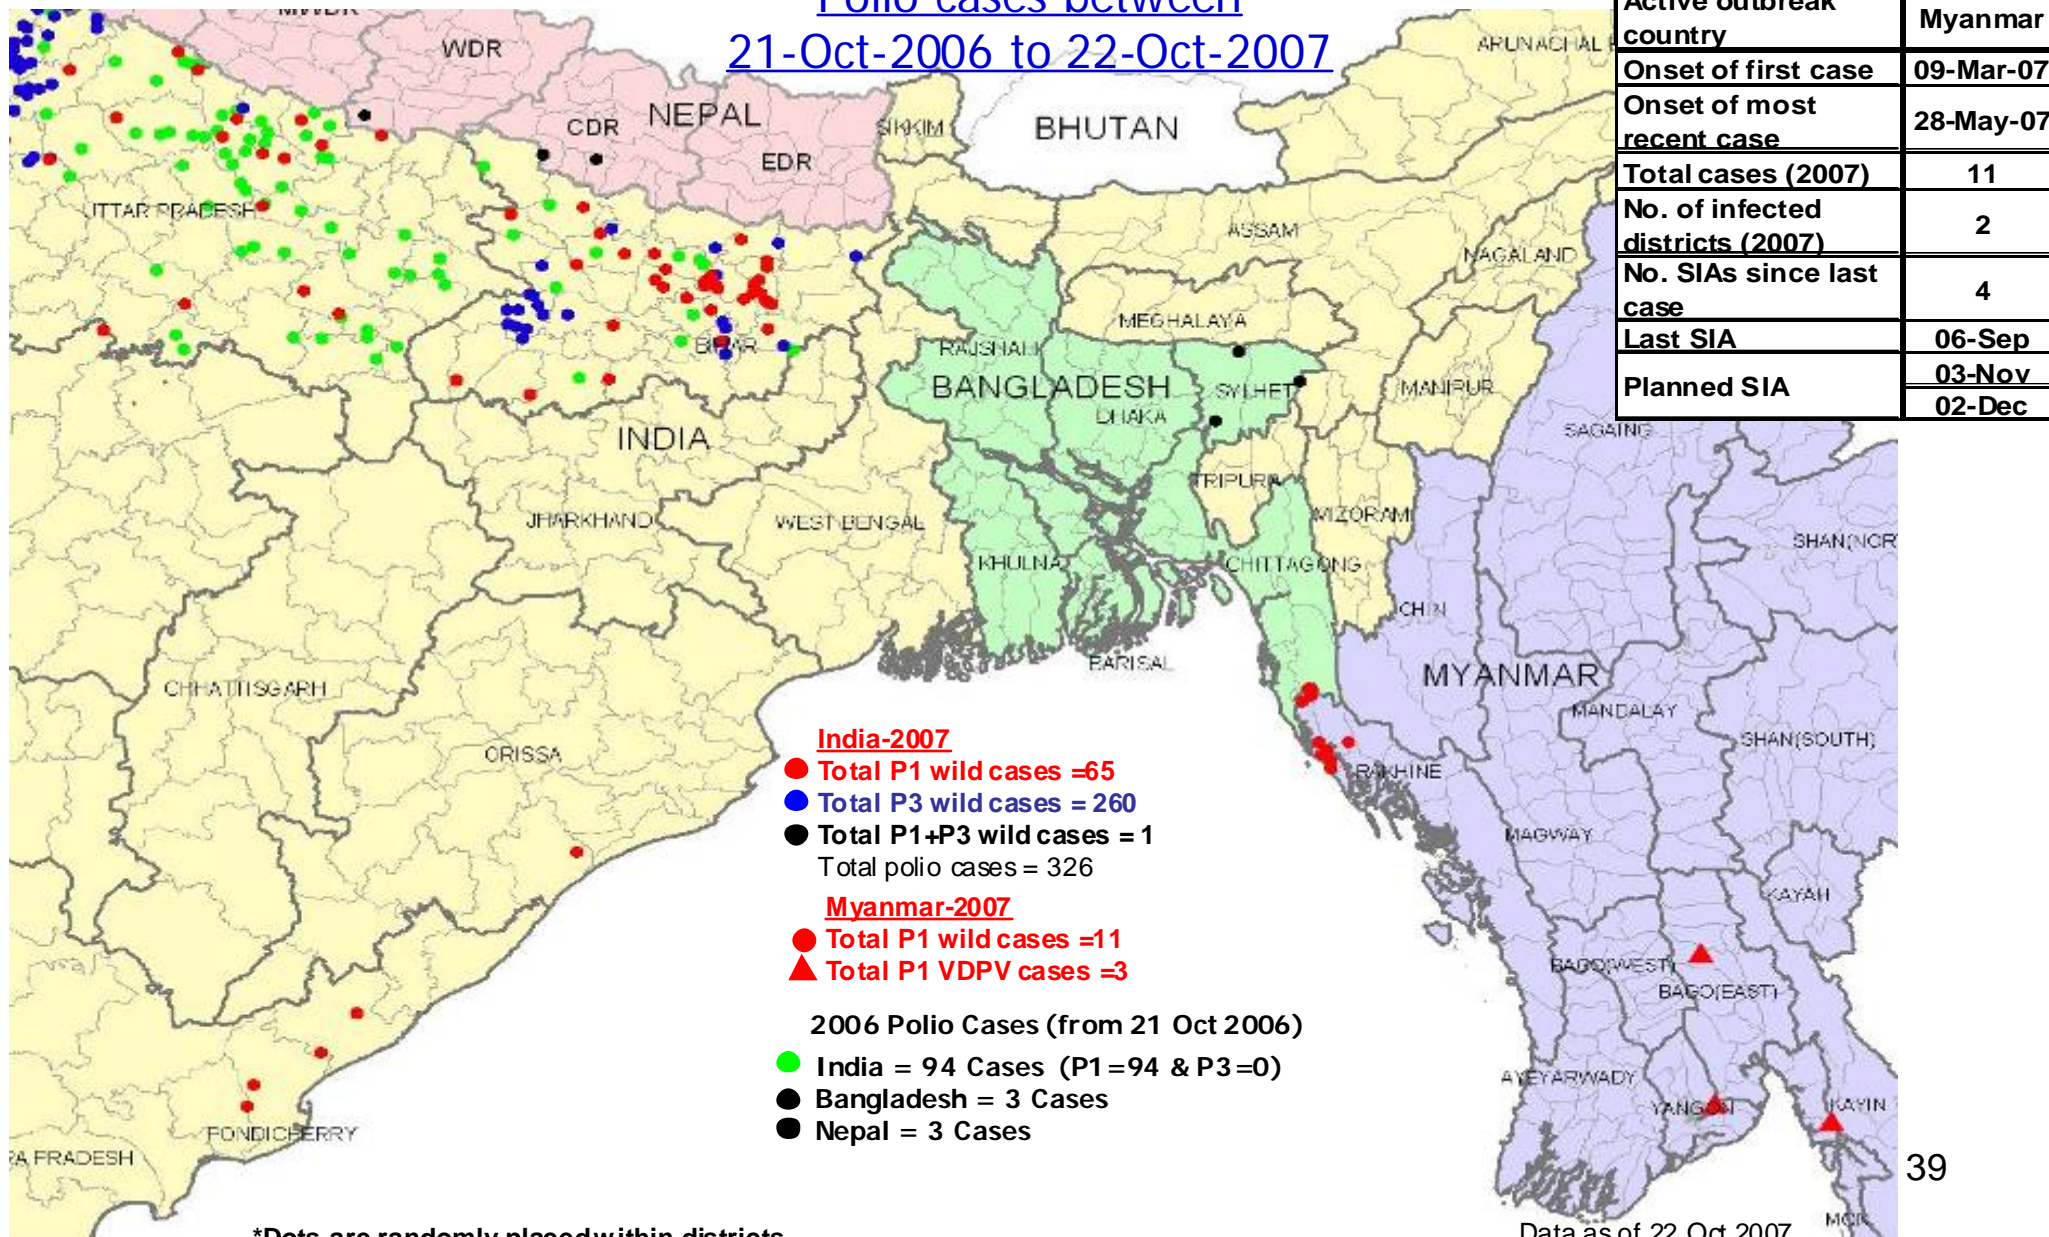 Polio cases between
21-Oct-2006 to 22-Oct-2007
Active outbreak
country
Myanmar
Onset of first case 09-Mar-07
Onset of most
recent case
28-May-07
Total cases (2007) 11
No. of infected
districts (2007)
2
No. SIAs since last
case
4
Last SIA 06-Sep
Planned SIA
03-Nov
02-Dec
MWDR
WDR
CDR
NEPAL
EDR
SIKKIM
BHUTAN
ARUNACHAL
UTTAR PRADESH
ASSAM
NAGALAND
MEGHALAYA
BIHAR
RAJSHAHI
BANGLADESH
SYLHET
MANIPUR
DHAKA
INDIA
SAGAING
TRIPURA
JHARKHAND
WEST BENGAL
MIZORAM
SHAN(NOR
KHULNA
CHITTAGONG
CHIN
BARISAL
MYANMAR
CHHATTISGARH
MANDALAY
SHAN(SOUTH)
ORISSA
RAKHINE
MAGWAY
KAYAH
BAGO(WEST)
BAGO(EAST)
AYEYARWADY
YANGON
KAYIN
PONDICHERRY
RA PRADESH
MON
India-2007
Total P1 wild cases =65
Total P3 wild cases = 260
Total P1+P3 wild cases = 1
Total polio cases = 326
Myanmar-2007
Total P1 wild cases =11
Total P1 VDPV cases =3
2006 Polio Cases (from 21 Oct 2006)
India = 94 Cases (P1=94 & P3=0)
Bangladesh = 3 Cases
Nepal = 3 Cases
39
*Dots are randomly placed within districts
Data as of 22 Oct 2007